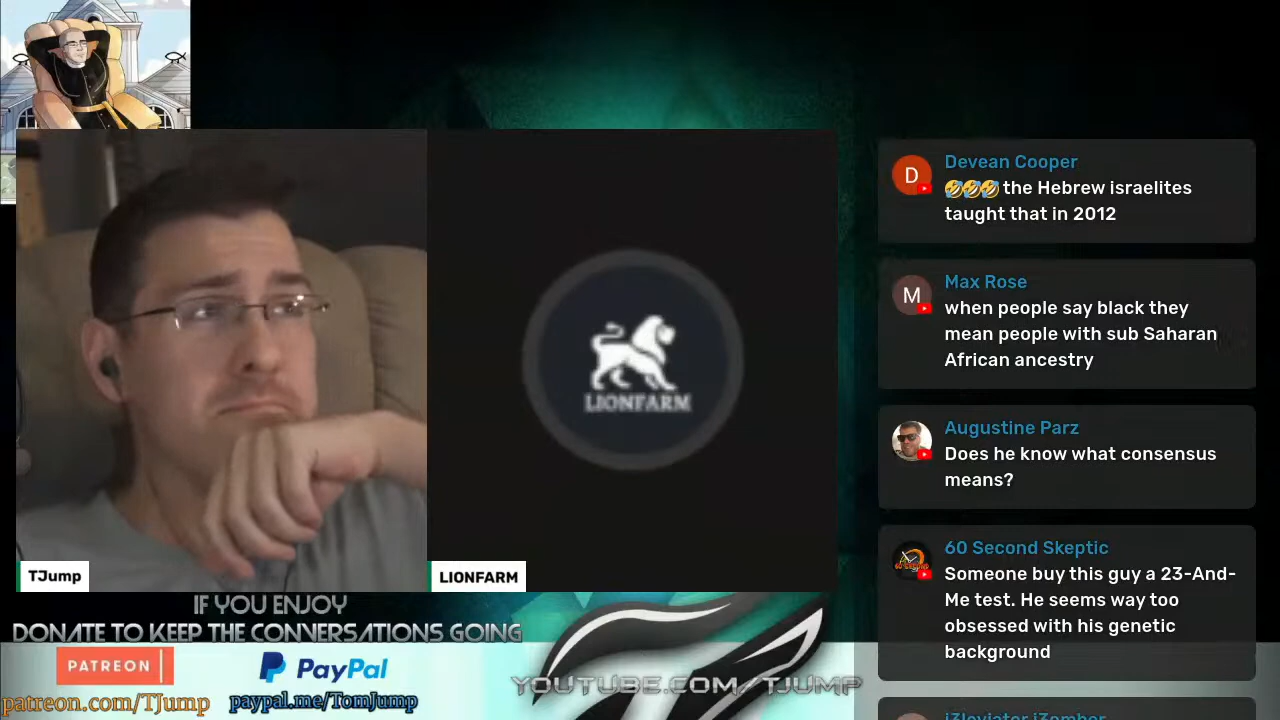 Devean Cooper
🤣🤣🤣 the Hebrew israelites
taught that in 2012
Max Rose
when people say black they
mean people with sub Saharan
African ancestry
Augustine Parz
Does he know what consensus
means?
60 Second Skeptic
Someone buy this guy a 23-And-
Me test. He seems way too
obsessed with his genetic
background
D
M
LIONFARM
TJump
LIONFARM
IF YOU ENJOY
DONATE TO KEEP THE CONVERSATIONS GOING
PATREON
PayPal
patreon.com/TJump
paypal.me/TomJump
YOUTUBE.COM/TJUMP